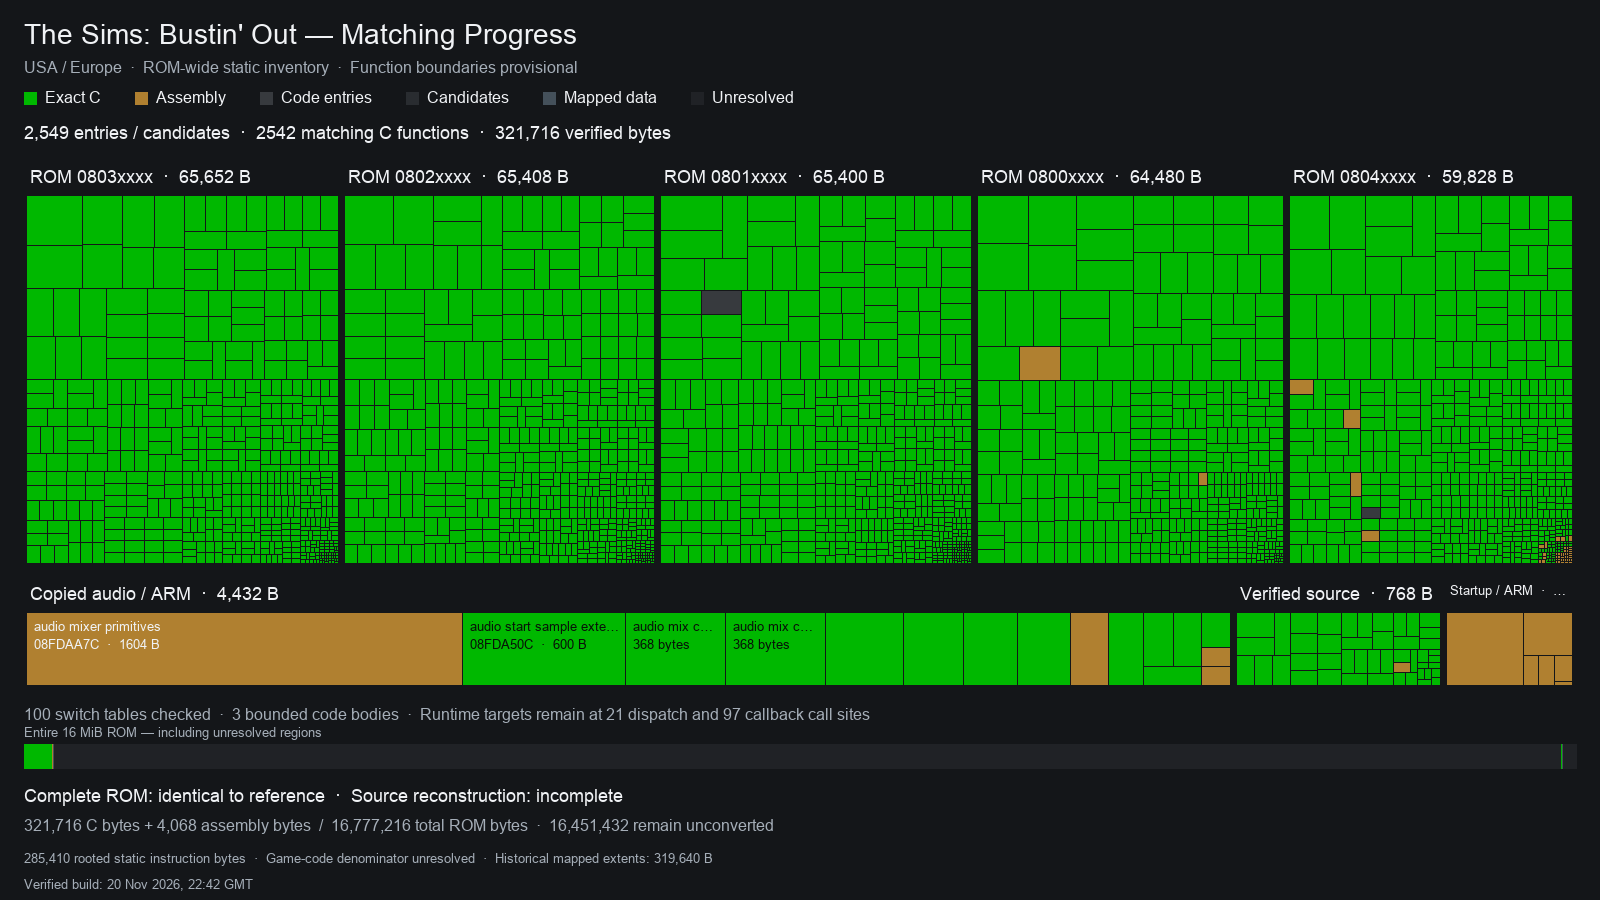 The Sims: Bustin' Out — Matching Progress
USA / Europe · ROM-wide static inventory · Function boundaries provisional
Exact C Assembly Code entries Candidates Mapped data Unresolved
2,549 entries / candidates · 2542 matching C functions · 321,716 verified bytes
ROM 0803xxxx · 65,652 B ROM 0802xxxx · 65,408 B ROM 0801xxxx · 65,400 B ROM 0800xxxx · 64,480 B ROM 0804xxxx · 59,828 B
Copied audio / ARM · 4,432 B Verified source · 768 B Startup / ARM · ...
audio mixer primitives audio start sample exte... audio mix c... audio mix c...
08FDAA7C · 1604 B 08FDA50C · 600 B 368 bytes 368 bytes
100 switch tables checked · 3 bounded code bodies · Runtime targets remain at 21 dispatch and 97 callback call sites
Entire 16 MiB ROM — including unresolved regions
Complete ROM: identical to reference · Source reconstruction: incomplete
321,716 C bytes + 4,068 assembly bytes / 16,777,216 total ROM bytes · 16,451,432 remain unconverted
285,410 rooted static instruction bytes · Game-code denominator unresolved · Historical mapped extents: 319,640 B
Verified build: 20 Nov 2026, 22:42 GMT